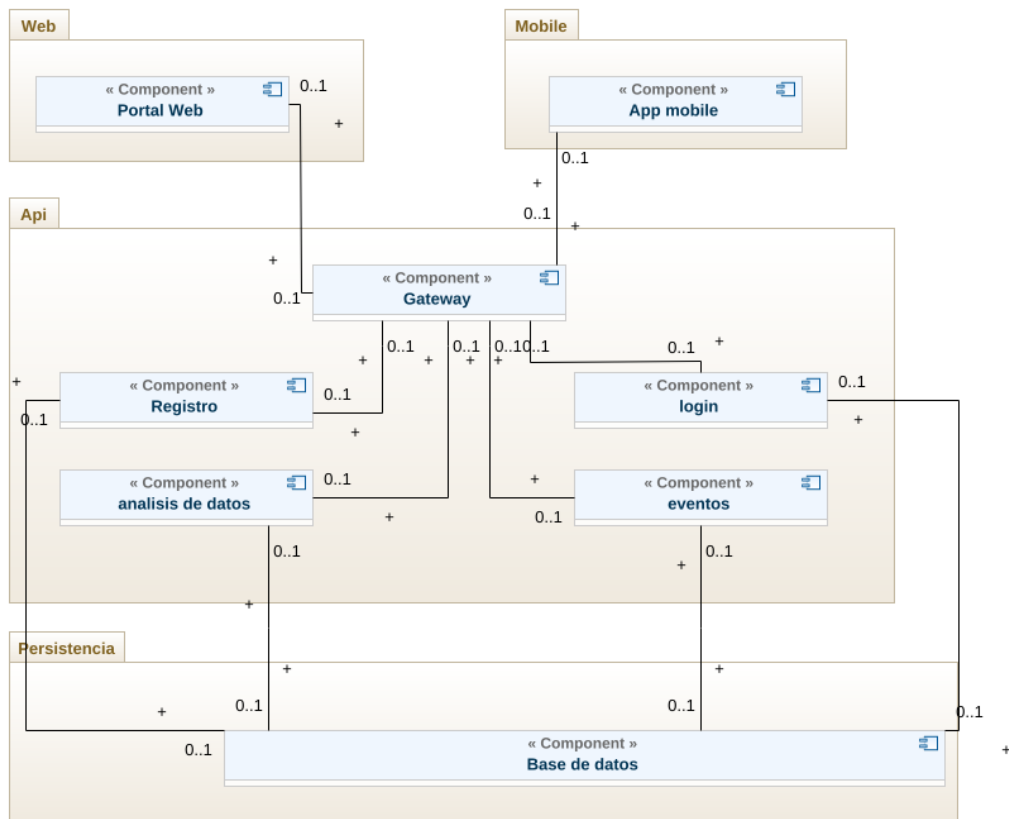 Web
Mobile
« Component »
Portal Web
0..1
+
« Component »
App mobile
0..1
+
0..1
+
Api
+
0..1
« Component »
Gateway
0..1
0..1
0..1
0..1
+
+
+
+
0..1
+
+
0..1
« Component »
Registro
0..1
+
« Component »
login
0..1
+
« Component »
analisis de datos
0..1
+
+
0..1
« Component »
eventos
0..1
+
0..1
+
Persistencia
+
0..1
+
0..1
+
0..1
0..1
+
« Component »
Base de datos